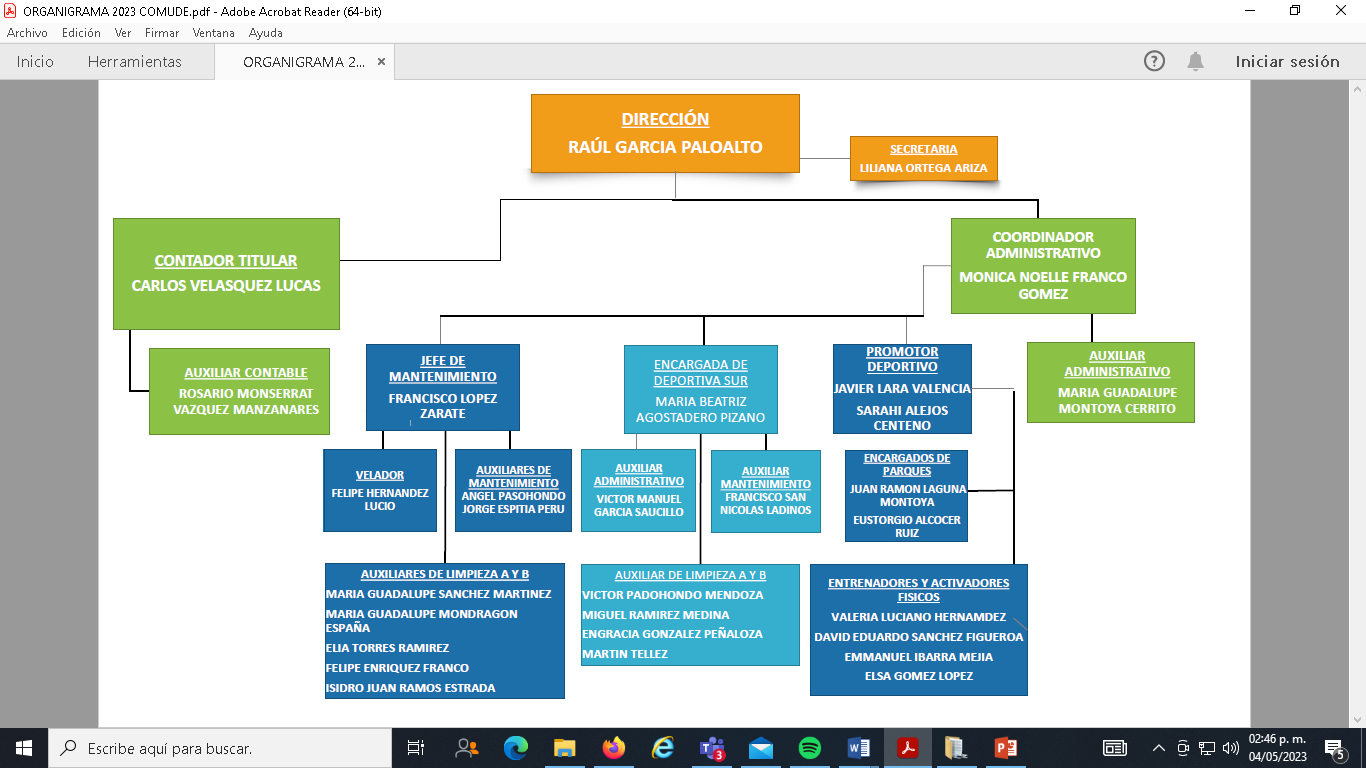 ORGANIGRAMA 2023 COMUDE.pdf - Adobe Acrobat Reader (64-bit)
Archivo Edición Ver Firmar Ventana Ayuda
Inicio Herramientas ORGANIGRAMA 2... × ? Iniciar sesión
DIRECCIÓN
RAÚL GARCIA PALOALTO
SECRETARIA
LILIANA ORTEGA ARIZA
CONTADOR TITULAR
CARLOS VELASQUEZ LUCAS
COORDINADOR
ADMINISTRATIVO
MONICA NOELLE FRANCO
GOMEZ
AUXILIAR CONTABLE
ROSARIO MONSERRAT
VAZQUEZ MANZANARES
JEFE DE
MANTENIMIENTO
FRANCISCO LOPEZ
ZARATE
ENCARGADA DE
DEPORTIVA SUR
MARIA BEATRIZ
AGOSTADERO PIZANO
PROMOTOR
DEPORTIVO
JAVIER LARA VALENCIA
SARAHI ALEJOS
CENTENO
AUXILIAR
ADMINISTRATIVO
MARIA GUADALUPE
MONTOYA CERRITO
VELADOR
FELIPE HERNANDEZ
LUCIO
AUXILIARES DE
MANTENIMIENTO
ANGEL PASOHONDO
JORGE ESPITIA PERU
AUXILIAR
ADMINISTRATIVO
VICTOR MANUEL
GARCIA SAUCILLO
AUXILIAR
MANTENIMIENTO
FRANCISCO SAN
NICOLAS LADINOS
ENCARGADOS DE
PARQUES
JUAN RAMON LAGUNA
MONTOYA
EUSTORGIO ALCOCER
RUIZ
AUXILIARES DE LIMPIEZA A Y B
MARIA GUADALUPE SANCHEZ MARTINEZ
MARIA GUADALUPE MONDRAGON
ESPAÑA
ELIA TORRES RAMIREZ
FELIPE ENRIQUEZ FRANCO
ISIDRO JUAN RAMOS ESTRADA
AUXILIAR DE LIMPIEZA A Y B
VICTOR PADOHONDO MENDOZA
MIGUEL RAMIREZ MEDINA
ENGRACIA GONZALEZ PEÑALOZA
MARTIN TELLEZ
ENTRENADORES Y ACTIVADORES
FISICOS
VALERIA LUCIANO HERNAMDEZ
DAVID EDUARDO SANCHEZ FIGUEROA
EMMANUEL IBARRA MEJIA
ELSA GOMEZ LOPEZ
Escribe aquí para buscar.
3
02:46 p. m.
04/05/2023
5